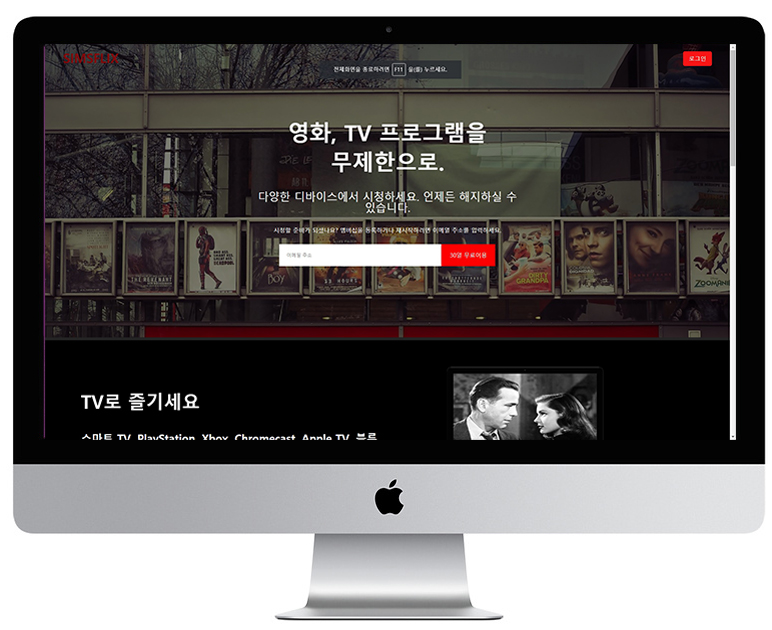 SIMSFLIX
로그인
전체화면을 종료하려면 F11 을(를) 누르세요.
영화, TV 프로그램을
무제한으로.
다양한 디바이스에서 시청하세요. 언제든 해지하실 수
있습니다.
시청할 준비가 되셨나요? 멤버십을 등록하거나 재시작하려면 이메일 주소를 입력하세요.
이메일 주소
30일 무료이용
THE REVENANT
DIRTY
GRANDPA
TV로 즐기세요
스마트 TV, PlayStation, Xbox, Chromecast, Apple TV, 블루